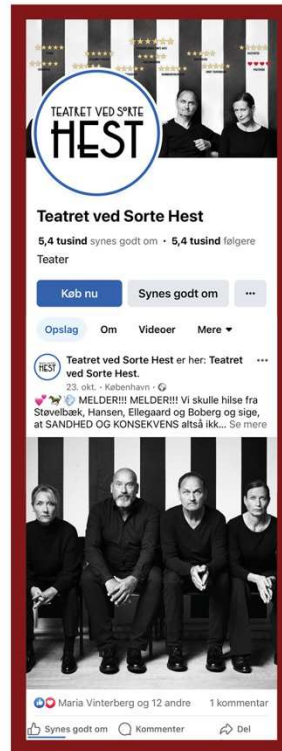 TEATRET VED SORTE
HEST
Teatret ved Sorte Hest
5,4 tusind synes godt om • 5,4 tusind følgere
Teater
Køb nu
Synes godt om
Opslag
Om
Videoer
Mere
HEST
Teatret ved Sorte Hest er her: Teatret
ved Sorte Hest.
23. okt. · København ·
MELDER!!! MELDER!!! Vi skulle hilse fra
Støvelbæk, Hansen, Ellegaard og Boberg og sige,
at SANDHED OG KONSEKVENS altså ikk... Se mere
Maria Vinterberg og 12 andre
1 kommentar
Synes godt om
Kommenter
Del